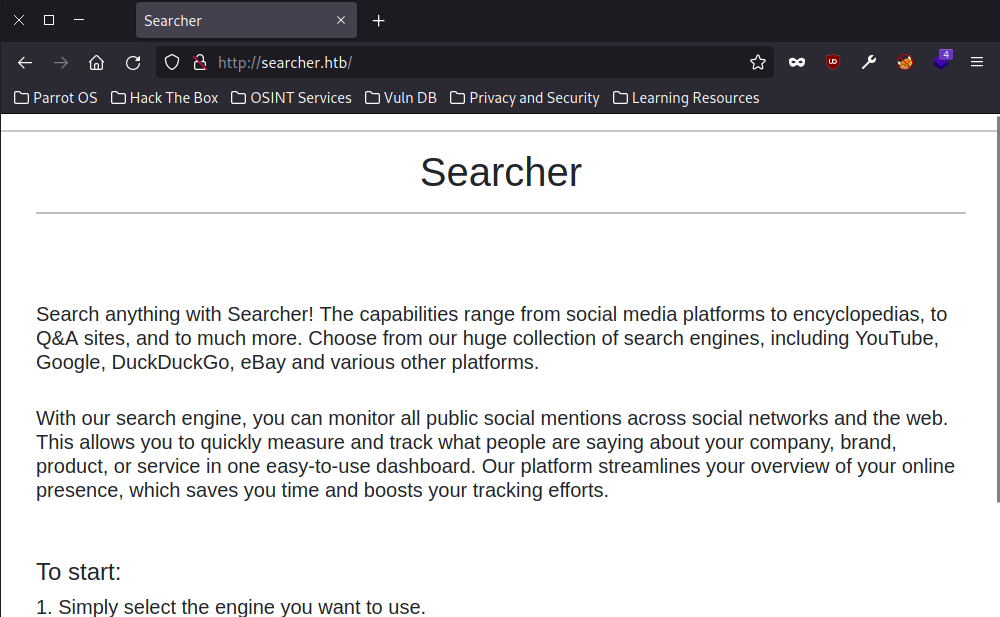 Searcher
http://searcher.htb/
4
UD
Parrot OS Hack The Box OSINT Services Vuln DB Privacy and Security Learning Resources
Searcher
Search anything with Searcher! The capabilities range from social media platforms to encyclopedias, to
Q&A sites, and to much more. Choose from our huge collection of search engines, including YouTube,
Google, DuckDuckGo, eBay and various other platforms.
With our search engine, you can monitor all public social mentions across social networks and the web.
This allows you to quickly measure and track what people are saying about your company, brand,
product, or service in one easy-to-use dashboard. Our platform streamlines your overview of your online
presence, which saves you time and boosts your tracking efforts.
To start:
1. Simply select the engine you want to use.